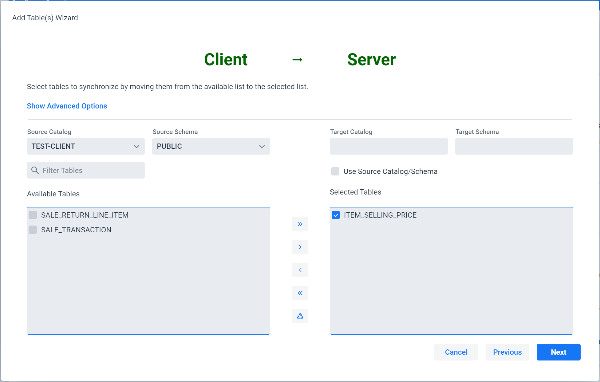 Add Table(s) Wizard
Client → Server
Select tables to synchronize by moving them from the available list to the selected list.
Show Advanced Options
Source Catalog Source Schema Target Catalog Target Schema
TEST-CLIENT PUBLIC
Filter Tables Use Source Catalog/Schema
Available Tables Selected Tables
SALE_RETURN_LINE_ITEM ITEM_SELLING_PRICE
SALE_TRANSACTION
»
›
‹
«
Cancel Previous Next